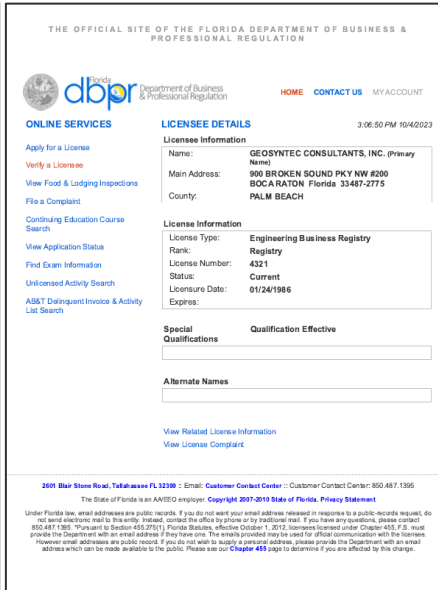 THE OFFICIAL SITE OF THE FLORIDA DEPARTMENT OF BUSINESS &
PROFESSIONAL REGULATION
Florida
dbpr Department of Business
& Professional Regulation
HOME CONTACT US MY ACCOUNT
ONLINE SERVICES
Apply for a License
Verify a Licensee
View Food & Lodging Inspections
File a Complaint
Continuing Education Course
Search
View Application Status
Find Exam Information
Unlicensed Activity Search
AB&T Delinquent Invoice & Activity
List Search
LICENSEE DETAILS 3:06:50 PM 10/4/2023
Licensee Information
Name: GEOSYNTEC CONSULTANTS, INC. (Primary
Name)
Main Address: 900 BROKEN SOUND PKY NW #200
BOCA RATON Florida 33487-2775
County: PALM BEACH
License Information
License Type: Engineering Business Registry
Rank: Registry
License Number: 4321
Status: Current
Licensure Date: 01/24/1986
Expires:
Special Qualification Effective
Qualifications
Alternate Names
View Related License Information
View License Complaint
2601 Blair Stone Road, Tallahassee FL 32399 :: Email: Customer Contact Center :: Customer Contact Center: 850.487.1395
The State of Florida is an AA/EEO employer. Copyright 2007-2010 State of Florida. Privacy Statement
Under Florida law, email addresses are public records. If you do not want your email address released in response to a public-records request, do
not send electronic mail to this entity. Instead, contact the office by phone or by traditional mail. If you have any questions, please contact
850.487.1395. *Pursuant to Section 455.275(1), Florida Statutes, effective October 1, 2012, licensees licensed under Chapter 455, F.S. must
provide the Department with an email address if they have one. The emails provided may be used for official communication with the licensee.
However email addresses are public record. If you do not wish to supply a personal address, please provide the Department with an email
address which can be made available to the public. Please see our Chapter 455 page to determine if you are affected by this change.